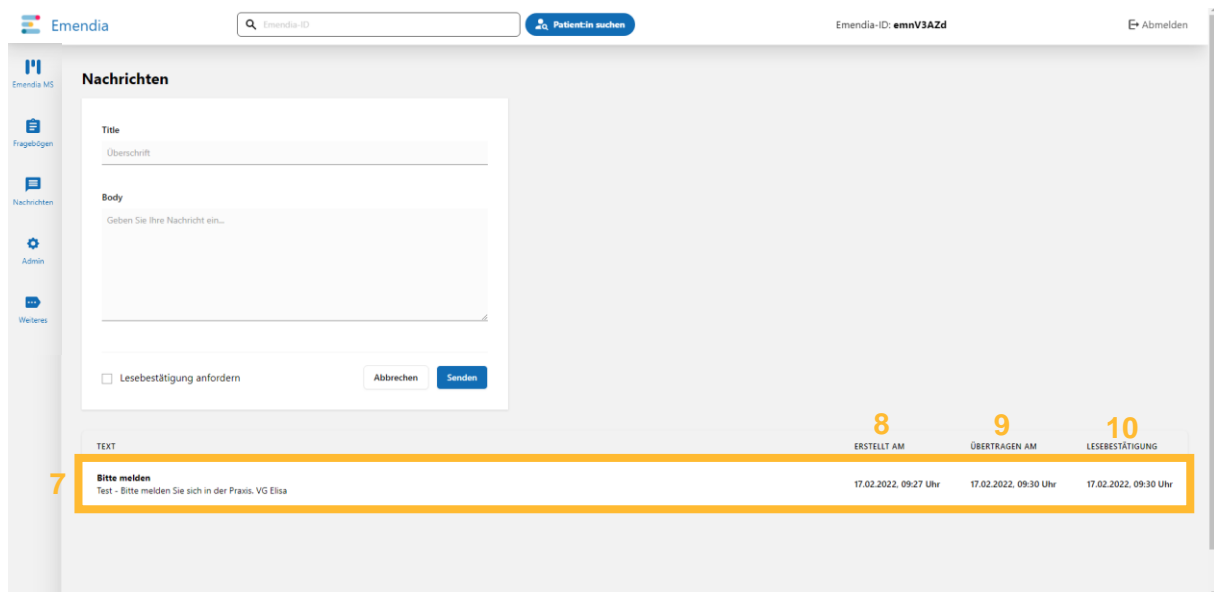 Emendia
Emendia-ID
Patient:in suchen
Emendia-ID: emnV3AZd
Abmelden
Emendia MS
Fragebögen
Nachrichten
Admin
Weiteres
Nachrichten
Title
Überschrift
Body
Geben Sie Ihre Nachricht ein...
Lesebestätigung anfordern
Abbrechen
Senden
8
9
10
TEXT
ERSTELLT AM
ÜBERTRAGEN AM
LESEBESTÄTIGUNG
7
Bitte melden
Test - Bitte melden Sie sich in der Praxis. VG Elisa
17.02.2022, 09:27 Uhr
17.02.2022, 09:30 Uhr
17.02.2022, 09:30 Uhr